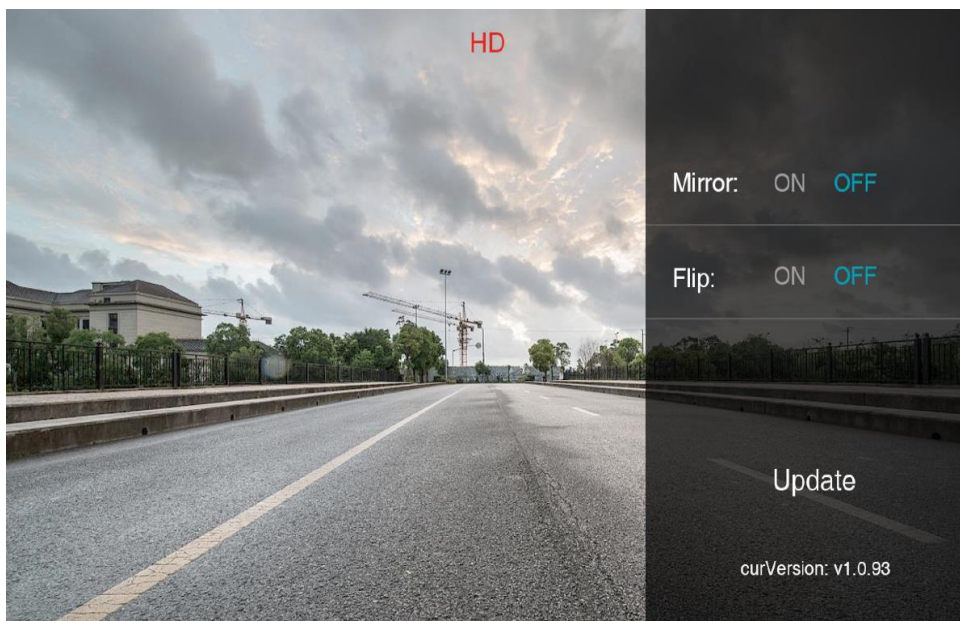 HD
Mirror: ON OFF
Flip: ON OFF
Update
curVersion: v1.0.93